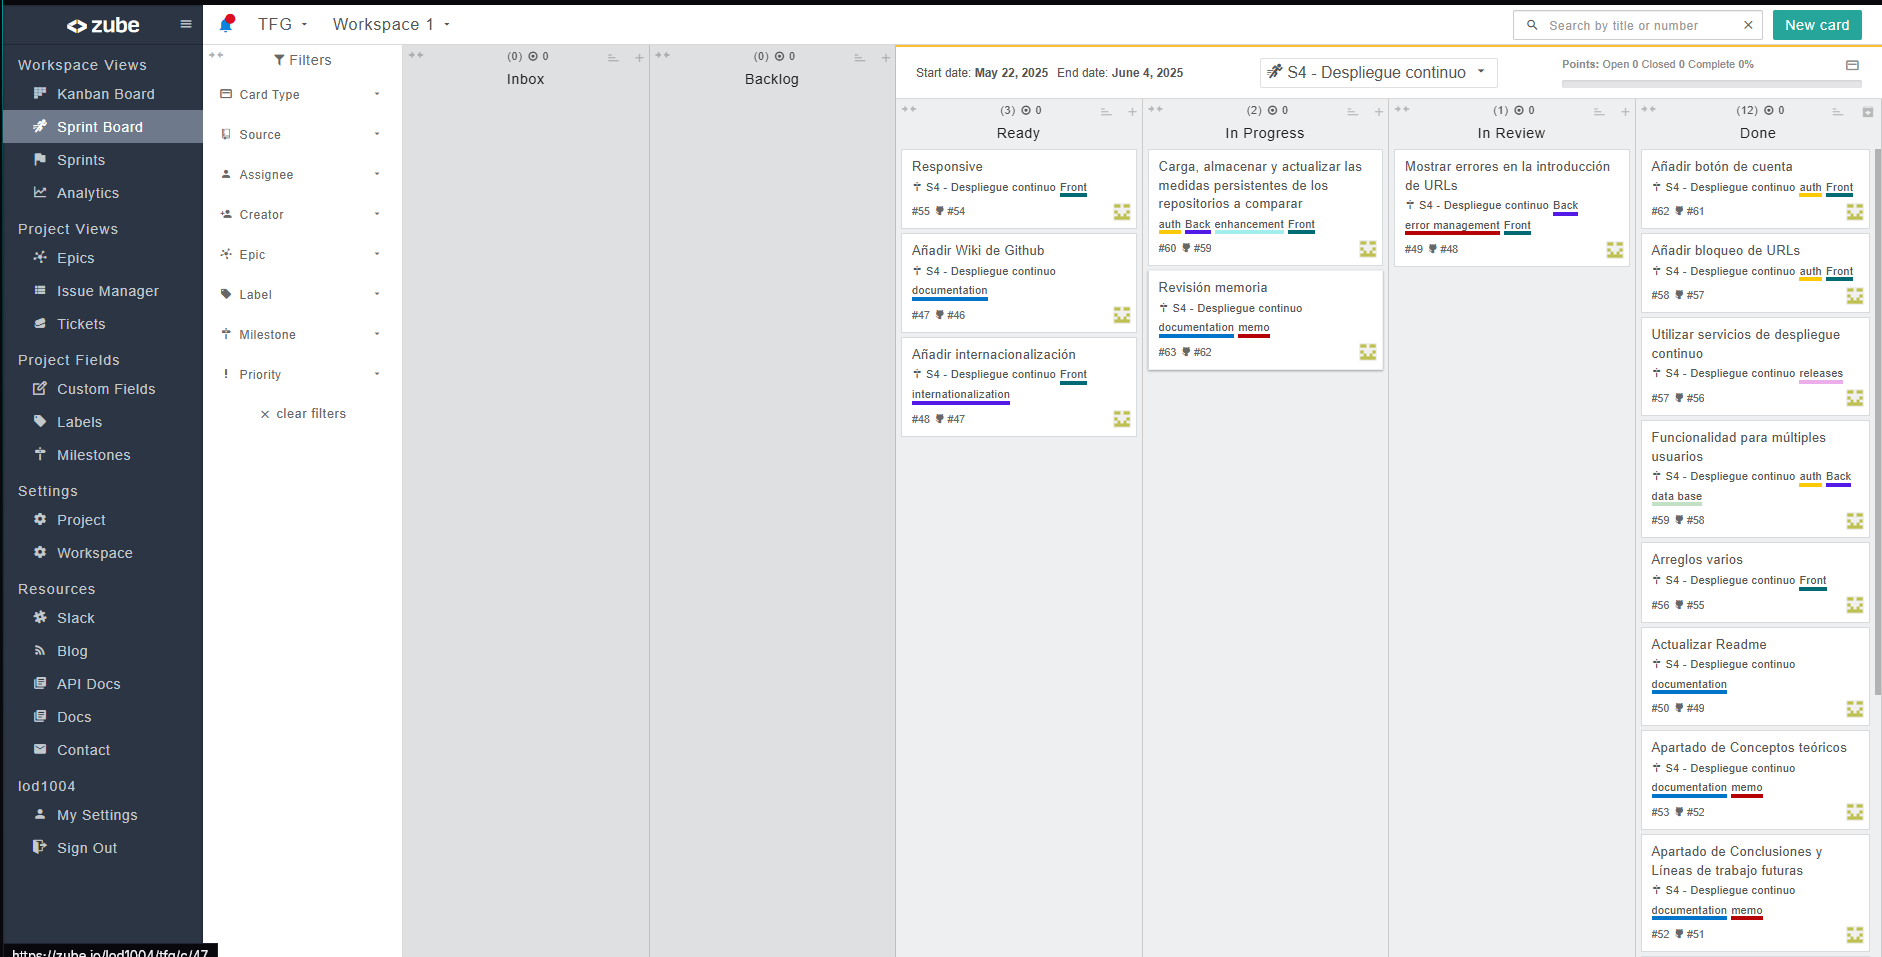 zube
TFG
Workspace 1
Search by title or number
New card
Workspace Views
Kanban Board
Sprint Board
Sprints
Analytics
Project Views
Epics
Issue Manager
Tickets
Project Fields
Custom Fields
Labels
Milestones
Settings
Project
Workspace
Resources
Slack
Blog
API Docs
Docs
Contact
lod1004
My Settings
Sign Out
https://zube.io/lod1004/tfg/c/47
Filters
Card Type
Source
Assignee
Creator
Epic
Label
Milestone
Priority
clear filters
(0) 0
Inbox
(0) 0
Backlog
Start date: May 22, 2025 End date: June 4, 2025
S4 - Despliegue continuo
Points: Open 0 Closed 0 Complete 0%
(3) 0
Ready
Responsive
S4 - Despliegue continuo Front
#55 #54
Añadir Wiki de Github
S4 - Despliegue continuo
documentation
#47 #46
Añadir internacionalización
S4 - Despliegue continuo Front
internationalization
#48 #47
(2) 0
In Progress
Carga, almacenar y actualizar las
medidas persistentes de los
repositorios a comparar
auth Back enhancement Front
#60 #59
Revisión memoria
S4 - Despliegue continuo
documentation memo
#63 #62
(1) 0
In Review
Mostrar errores en la introducción
de URLs
S4 - Despliegue continuo Back
error management Front
#49 #48
(12) 0
Done
Añadir botón de cuenta
S4 - Despliegue continuo auth Front
#62 #61
Añadir bloqueo de URLs
S4 - Despliegue continuo auth Front
#58 #57
Utilizar servicios de despliegue
continuo
S4 - Despliegue continuo releases
#57 #56
Funcionalidad para múltiples
usuarios
S4 - Despliegue continuo auth Back
data base
#59 #58
Arreglos varios
S4 - Despliegue continuo Front
#56 #55
Actualizar Readme
S4 - Despliegue continuo
documentation
#50 #49
Apartado de Conceptos teóricos
S4 - Despliegue continuo
documentation memo
#53 #52
Apartado de Conclusiones y
Líneas de trabajo futuras
S4 - Despliegue continuo
documentation memo
#52 #51